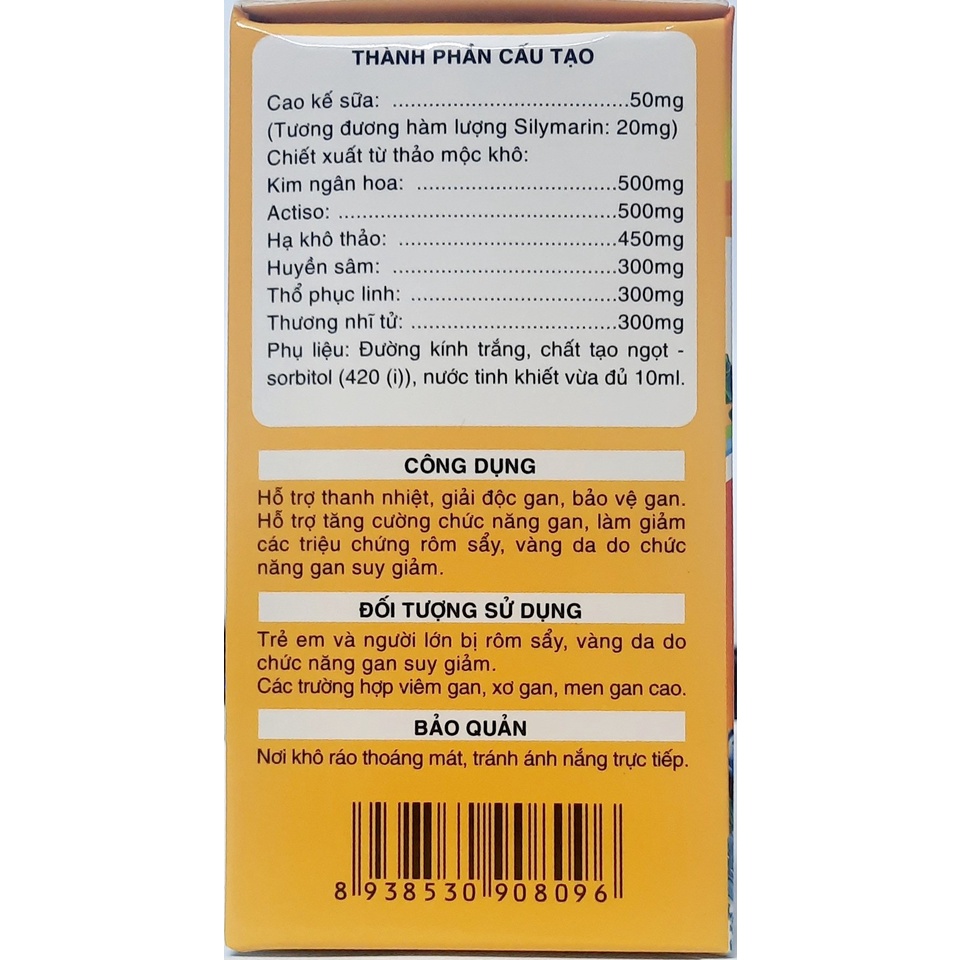 THÀNH PHẦN CẤU TẠO
Cao kế sữa: ........................................50mg
(Tương đương hàm lượng Silymarin: 20mg)
Chiết xuất từ thảo mộc khô:
Kim ngân hoa: ..................................500mg
Actiso: ...............................................500mg
Hạ khô thảo: .....................................450mg
Huyền sâm: ......................................300mg
Thổ phục linh: ...................................300mg
Thương nhĩ tử: ..................................300mg
Phụ liệu: Đường kính trắng, chất tạo ngọt -
sorbitol (420 (i)), nước tinh khiết vừa đủ 10ml.
CÔNG DỤNG
Hỗ trợ thanh nhiệt, giải độc gan, bảo vệ gan.
Hỗ trợ tăng cường chức năng gan, làm giảm
các triệu chứng rôm sẩy, vàng da do chức
năng gan suy giảm.
ĐỐI TƯỢNG SỬ DỤNG
Trẻ em và người lớn bị rôm sẩy, vàng da do
chức năng gan suy giảm.
Các trường hợp viêm gan, xơ gan, men gan cao.
BẢO QUẢN
Nơi khô ráo thoáng mát, tránh ánh nắng trực tiếp.
8 938530 908096